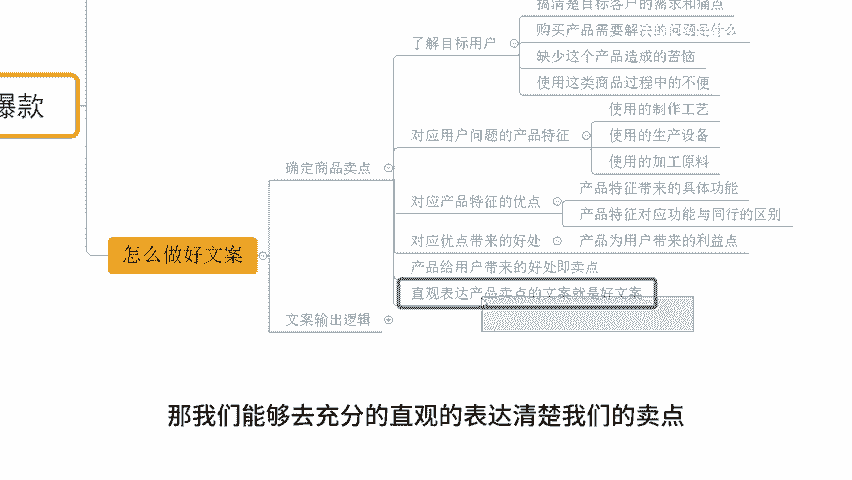 搞清楚目标客户的需求和痛点
了解目标用户
购买产品需要解决的问题是什么
缺少这个产品造成的苦恼
使用这类商品过程中的不便
爆款
使用的制作工艺
对应用户问题的产品特征
使用的生产设备
使用的加工原料
确定商品卖点
产品特征带来的具体功能
对应产品特征的优点
产品特征对应功能与同行的区别
怎么做好文案
对应优点带来的好处
产品为用户带来的利益点
产品给用户带来的好处即卖点
直观表达产品卖点的文案就是好文案
文案输出逻辑
那我们能够去充分的直观的表达清楚我们的卖点